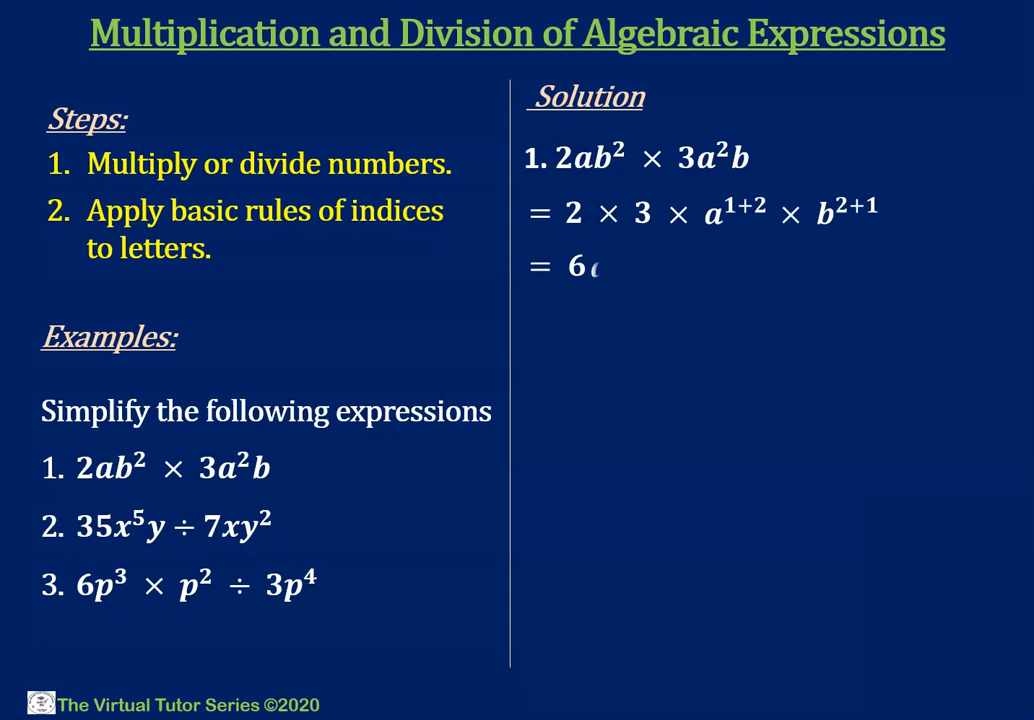 Multiplication and Division of Algebraic Expressions
Steps:
1. Multiply or divide numbers.
2. Apply basic rules of indices
to letters.
Examples:
Simplify the following expressions
1. 2ab² × 3a²b
2. 35x⁵y ÷ 7xy²
3. 6p³ × p² ÷ 3p⁴
Solution
1. 2ab² × 3a²b
= 2 × 3 × a¹⁺² × b²⁺¹
= 6
The Virtual Tutor Series ©2020